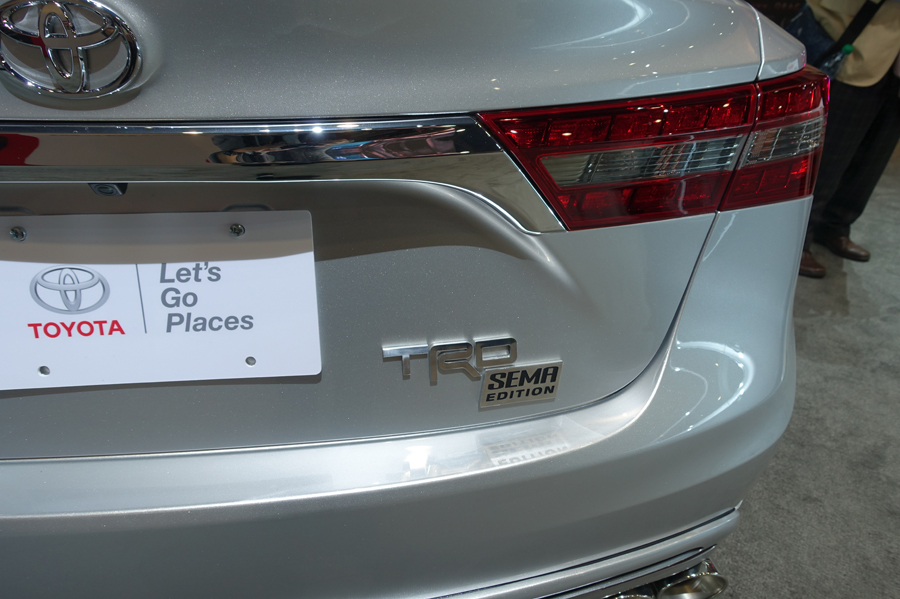 Let's
Go
Places
TOYOTA
TRD
SEMA
EDITION